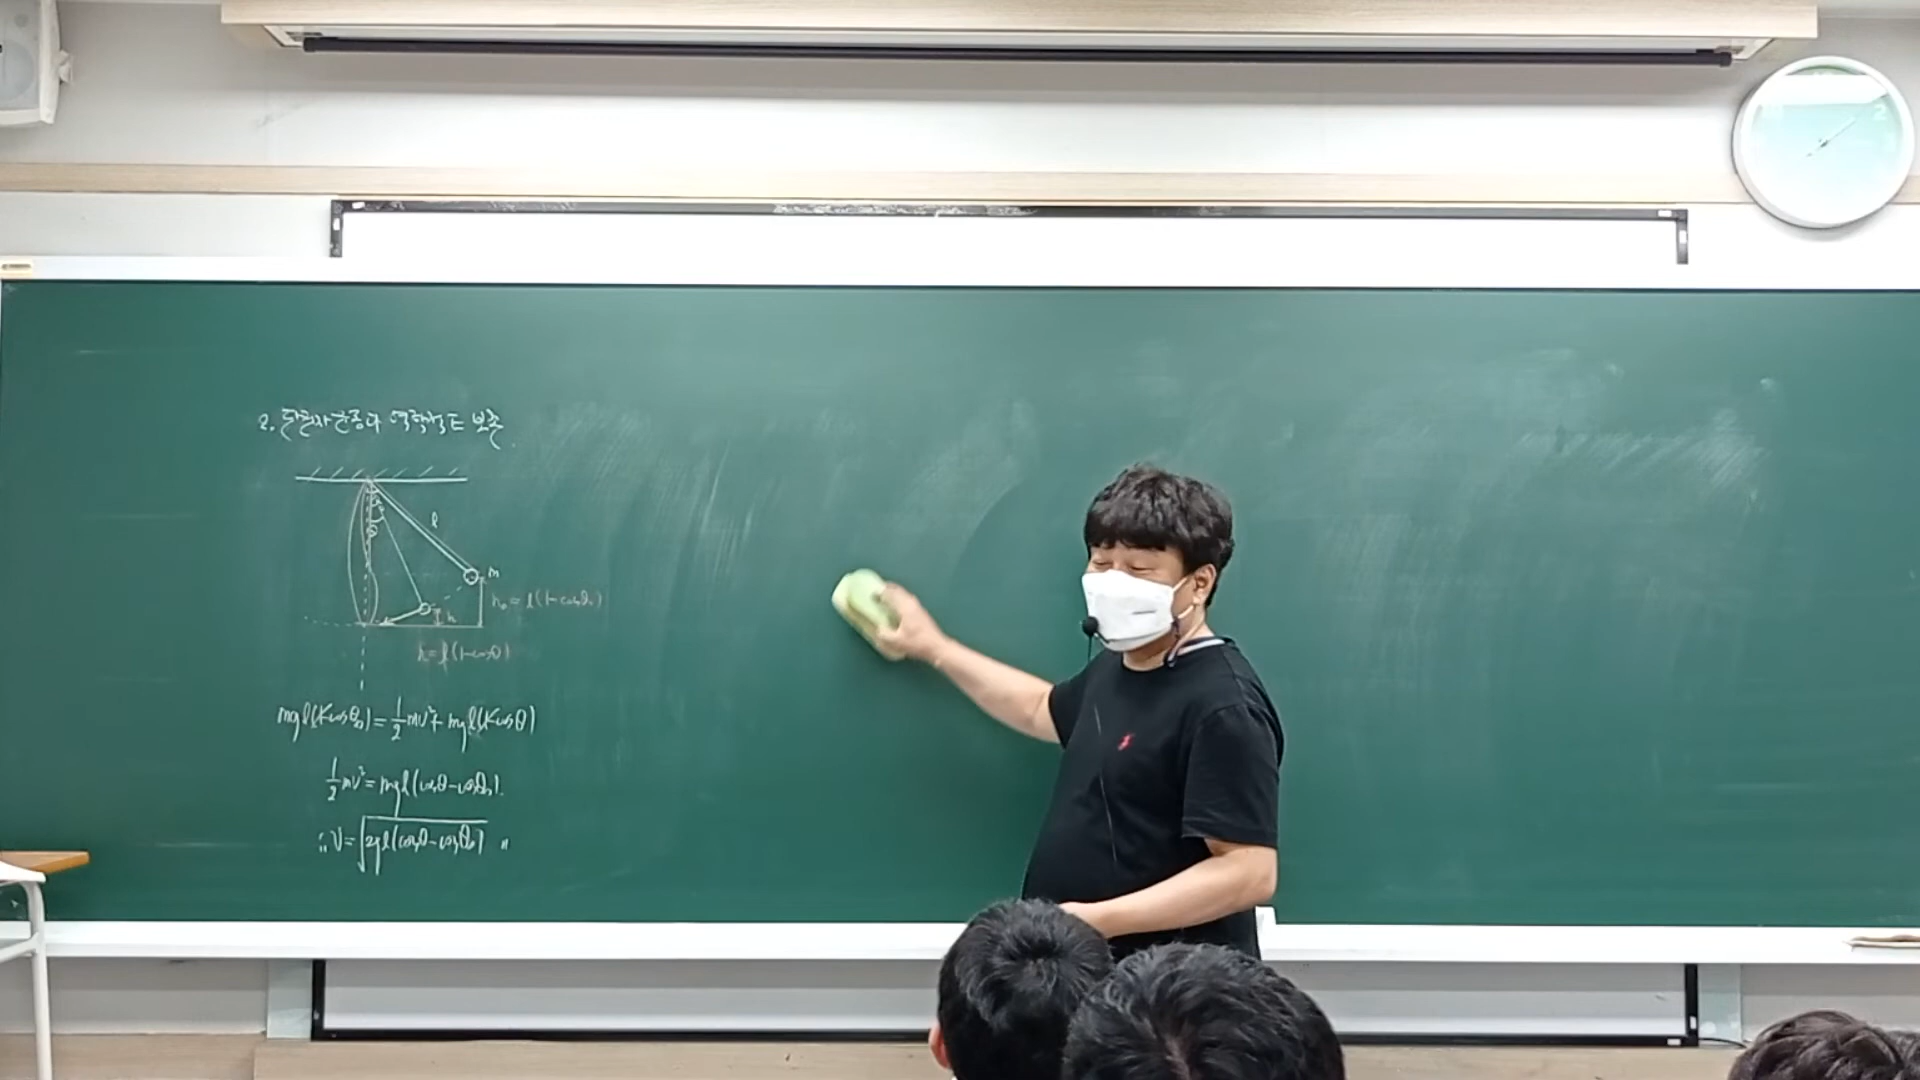 2. 단진자운동과 역학적E 보존
l
m
h₀ = l(1-cosθ₀)
h
h = l(1-cosθ)
mgl(1-cosθ₀) = ½mv² + mgl(1-cosθ)
½mv² = mgl(cosθ-cosθ₀).
∴ v = √2gl(cosθ-cosθ₀) 〃